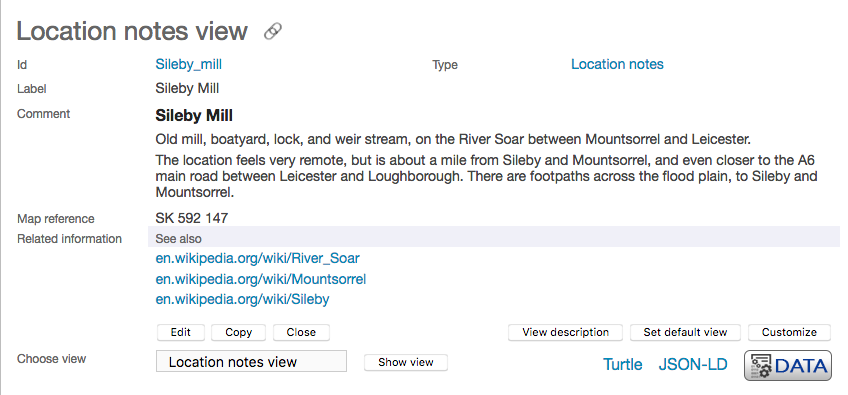 Location notes view
Id Sileby_mill Type Location notes
Label Sileby Mill
Comment Sileby Mill
Old mill, boatyard, lock, and weir stream, on the River Soar between Mountsorrel and Leicester.
The location feels very remote, but is about a mile from Sileby and Mountsorrel, and even closer to the A6
main road between Leicester and Loughborough. There are footpaths across the flood plain, to Sileby and
Mountsorrel.
Map reference SK 592 147
Related information See also
en.wikipedia.org/wiki/River_Soar
en.wikipedia.org/wiki/Mountsorrel
en.wikipedia.org/wiki/Sileby
Edit Copy Close View description Set default view Customize
Choose view Location notes view Show view Turtle JSON-LD DATA